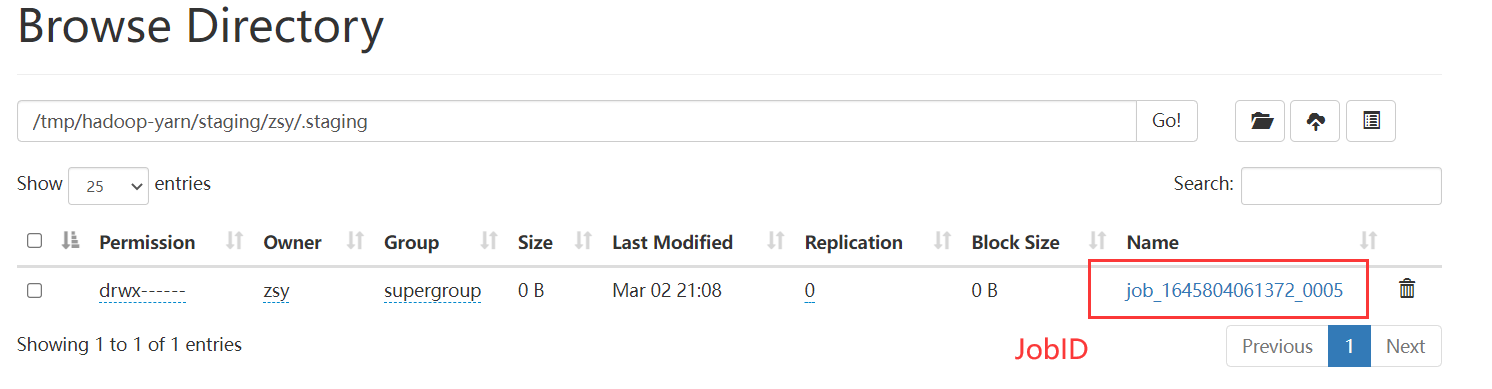 Browse Directory
/tmp/hadoop-yarn/staging/zsy/.staging Go!
Show 25 entries Search:
Permission Owner Group Size Last Modified Replication Block Size Name
drwx------ zsy supergroup 0 B Mar 02 21:08 0 0 B job_1645804061372_0005
Showing 1 to 1 of 1 entries JobID Previous 1 Next